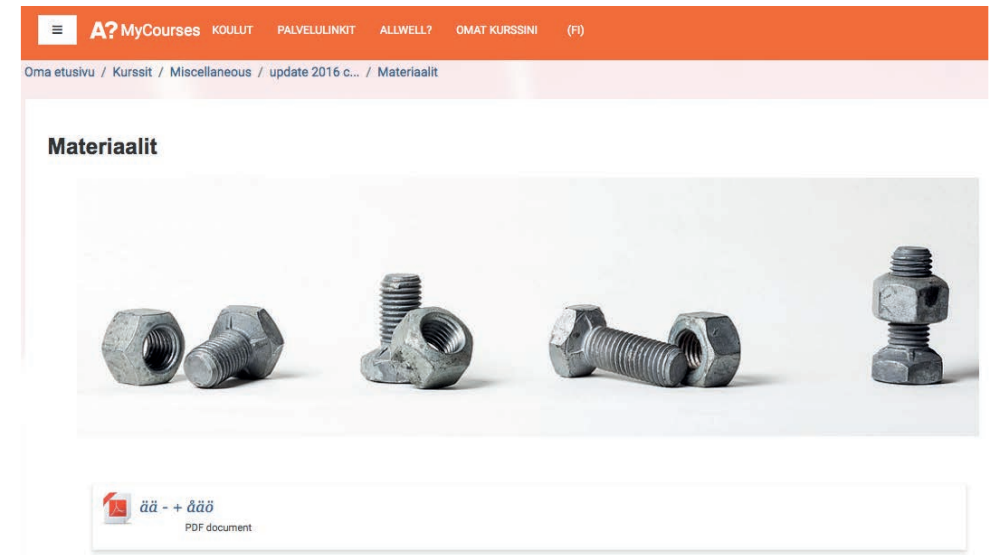 ≡ A? MyCourses KOULUT PALVELULINKIT ALLWELL? OMAT KURSSINI (FI)
Oma etusivu / Kurssit / Miscellaneous / update 2016 c... / Materiaalit
Materiaalit
ää - + åäö
PDF document